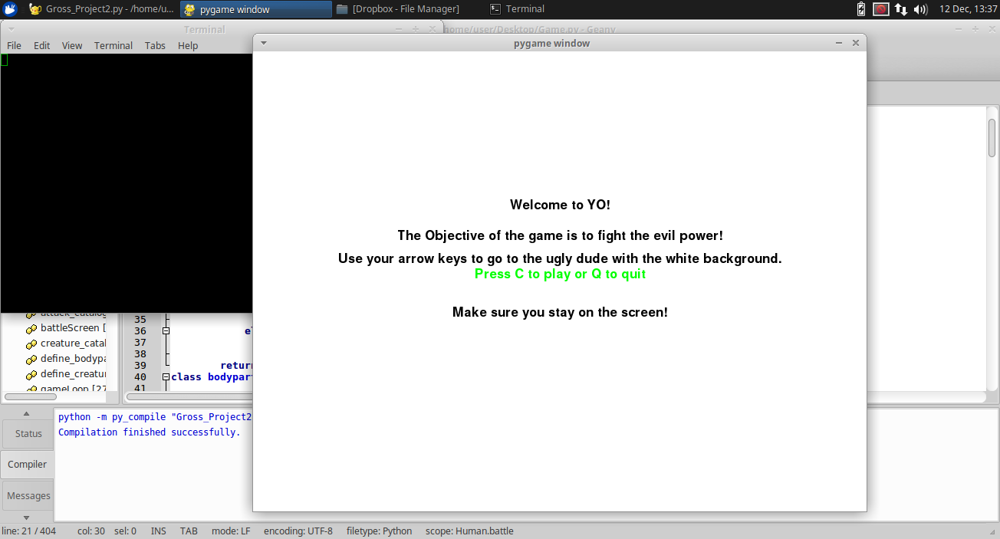 Gross_Project2.py - /home/u...
pygame window
[Dropbox - File Manager]
Terminal
12 Dec, 13:37
Terminal
/home/user/Desktop/Game.py - Geany
File Edit View Terminal Tabs Help
pygame window
Welcome to YO!
The Objective of the game is to fight the evil power!
Use your arrow keys to go to the ugly dude with the white background.
Press C to play or Q to quit
Make sure you stay on the screen!
attack_catalog
battleScreen [
creature_catal
define_bodypa
define_creatur
gameLoop [27
35
36 el
37
38
39 return
40 class bodypart
41
Status
Compiler
Messages
python -m py_compile "Gross_Project2
Compilation finished successfully.
line: 21 / 404 col: 30 sel: 0 INS TAB mode: LF encoding: UTF-8 filetype: Python scope: Human.battle